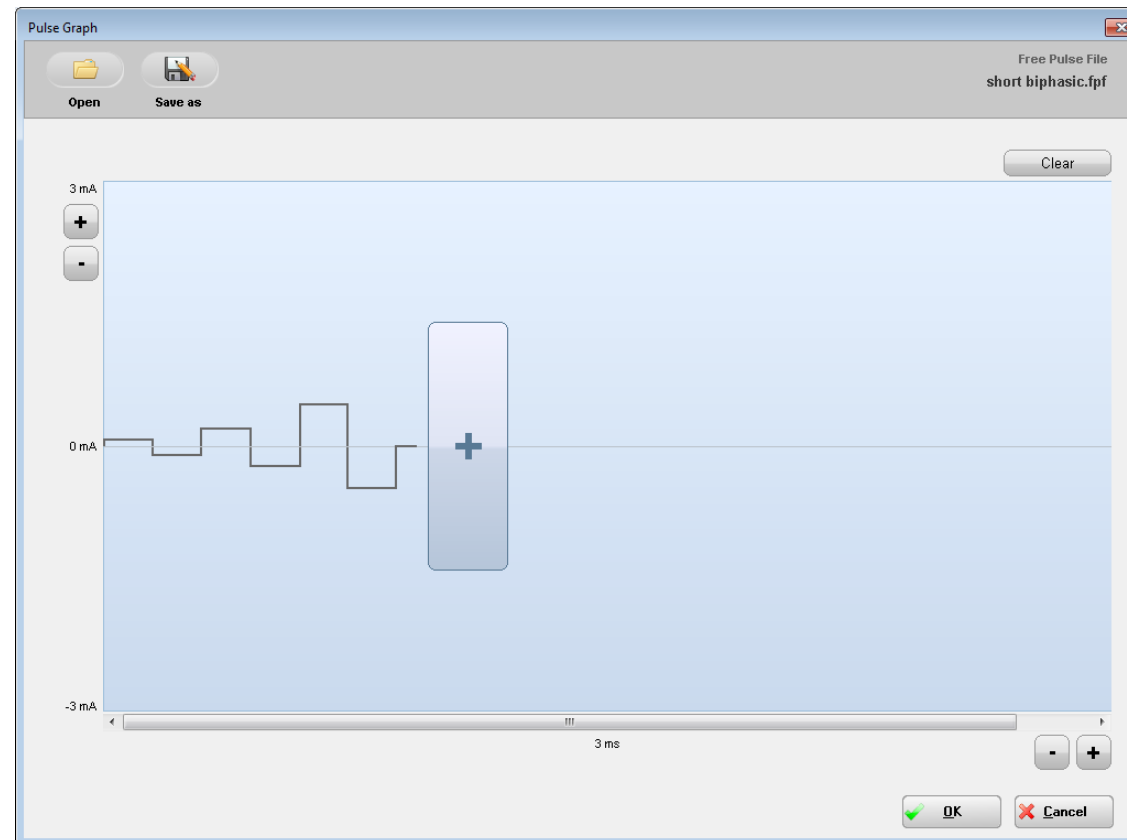 Pulse Graph
Free Pulse File
short biphasic.fpf
Open
Save as
Clear
3 mA
+
-
0 mA
+
-3 mA
3 ms
-
+
OK
Cancel